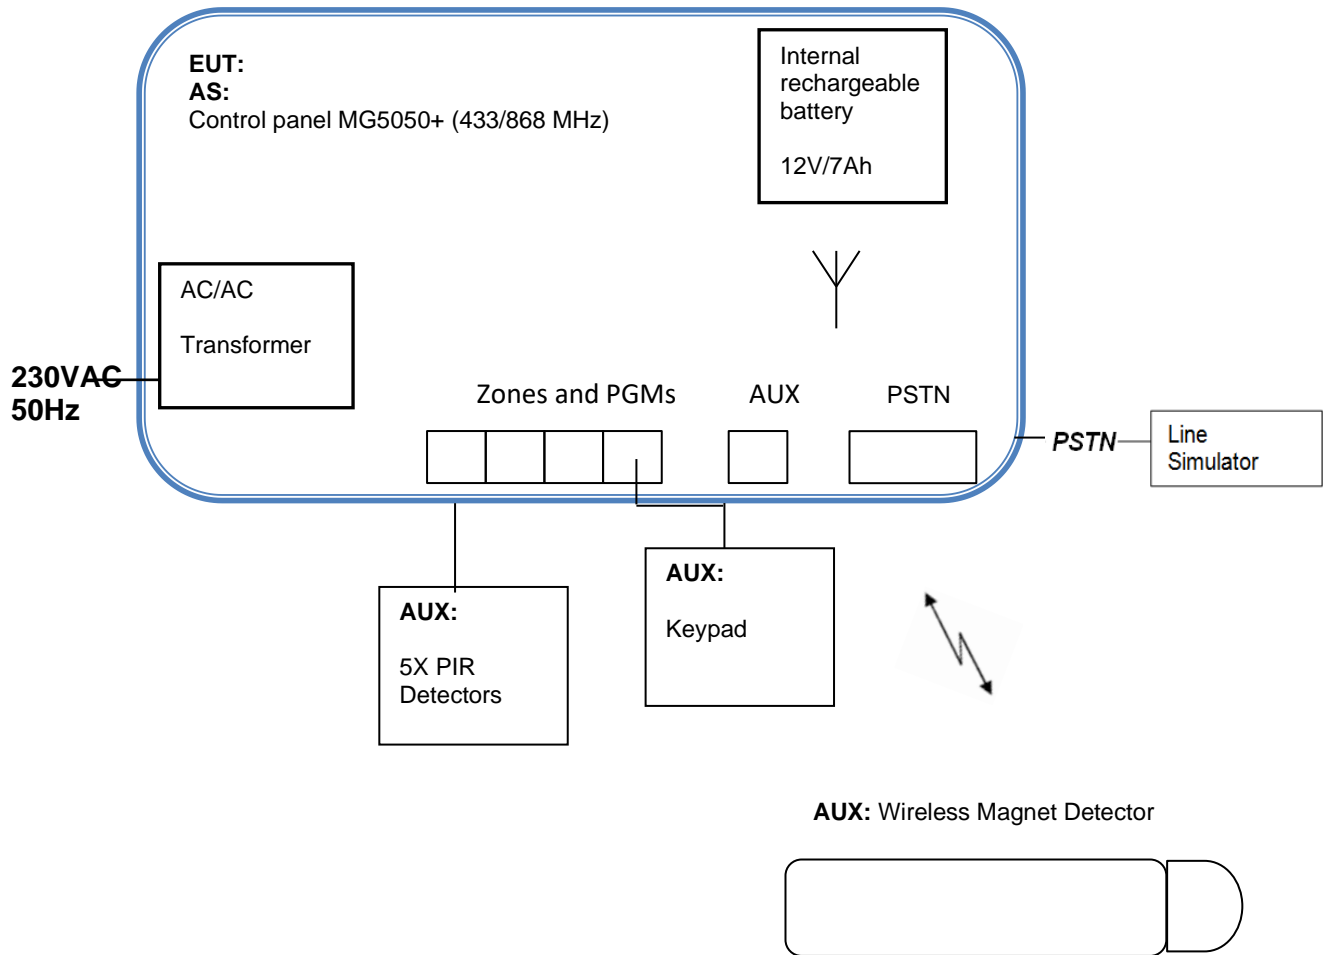 EUT:
AS:
Control panel MG5050+ (433/868 MHz)
Internal
rechargeable
battery
12V/7Ah
AC/AC
Transformer
230VAC
50Hz
Zones and PGMs
AUX
PSTN
PSTN
Line
Simulator
AUX:
5X PIR
Detectors
AUX:
Keypad
AUX: Wireless Magnet Detector